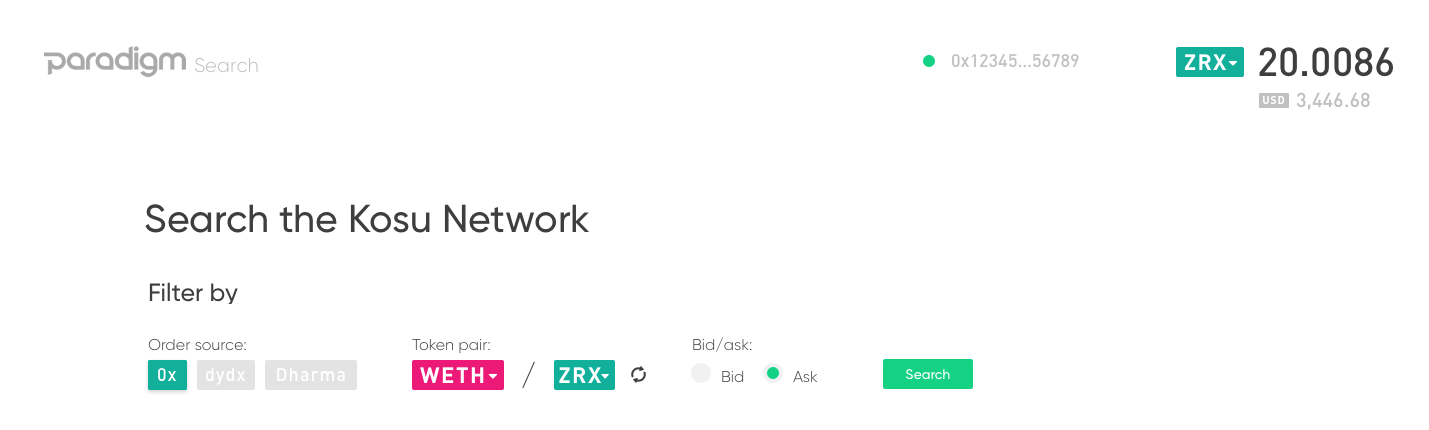 paradigm Search
0x12345...56789
ZRX 20.0086
USD 3,446.68
Search the Kosu Network
Filter by
Order source: Token pair: Bid/ask:
0x dydx Dharma WETH / ZRX Bid Ask Search